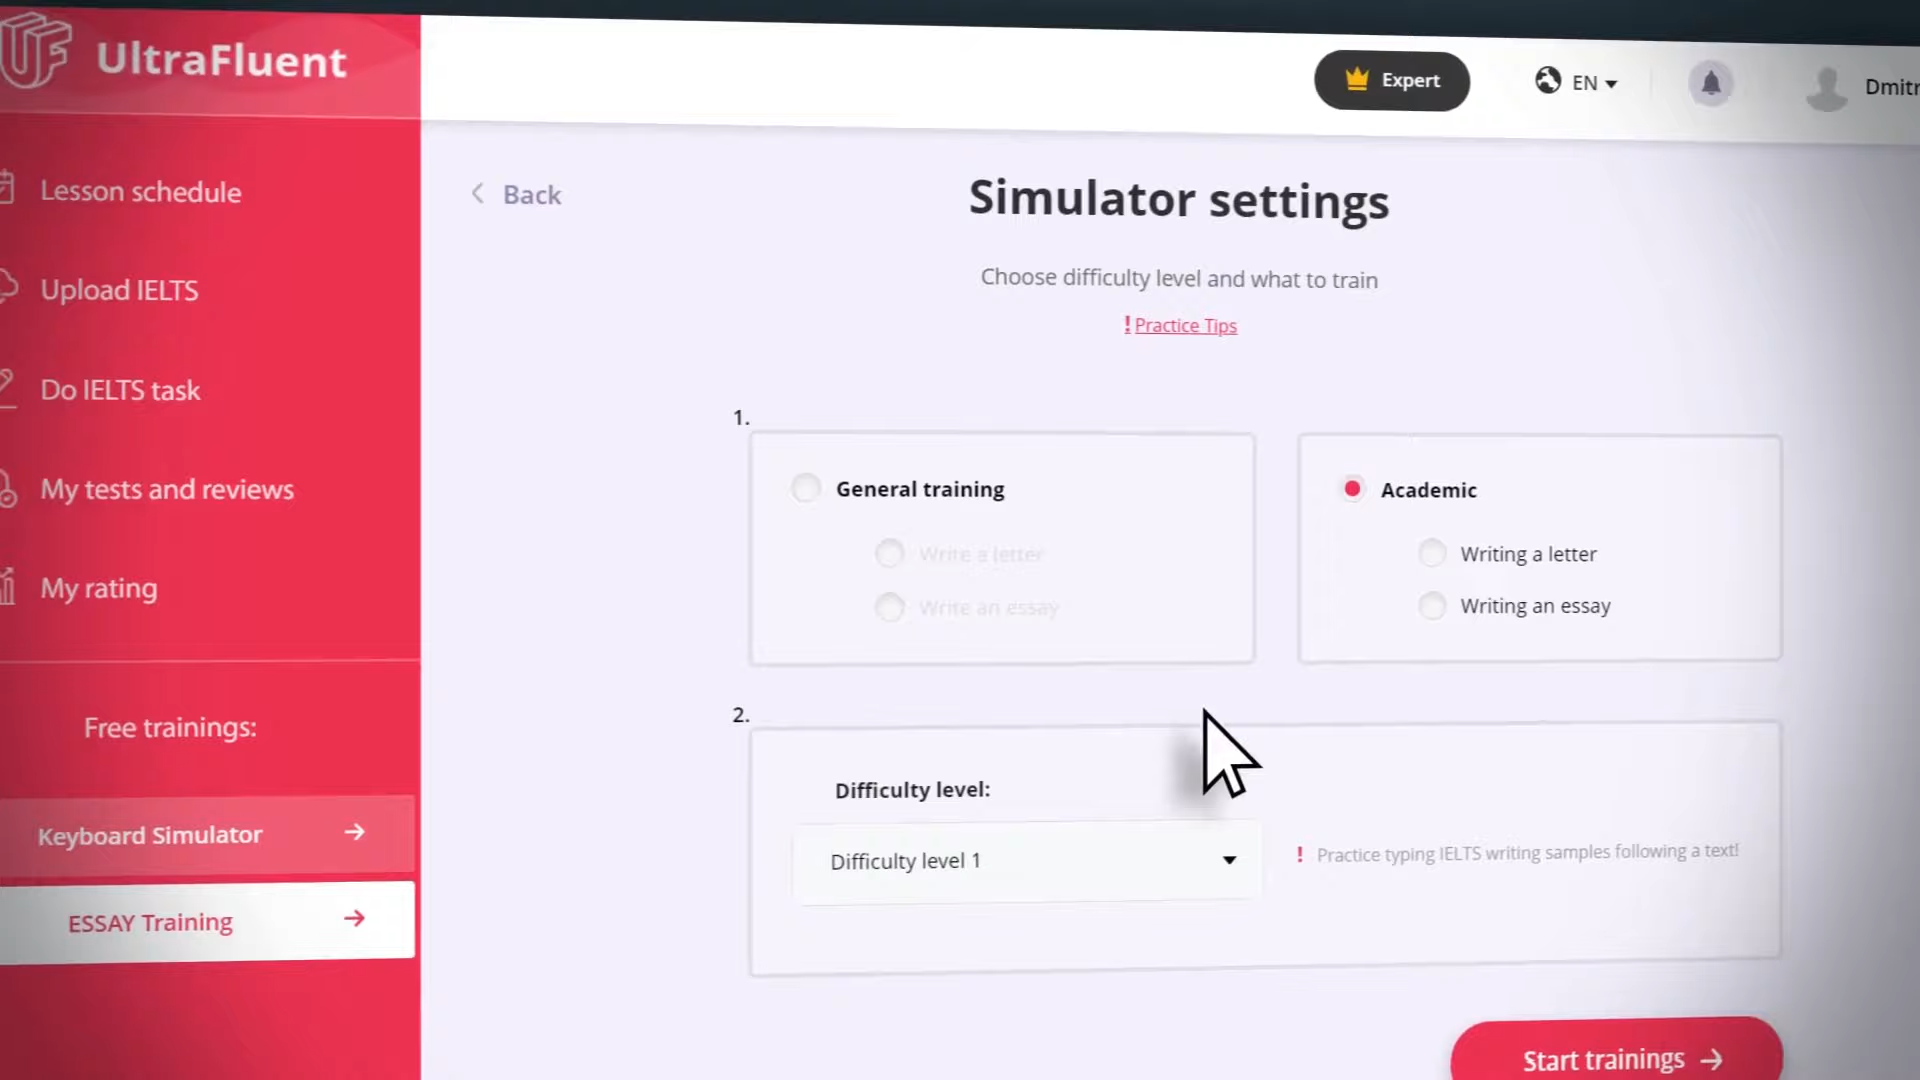 UF UltraFluent
Expert
EN
Dmitr
Lesson schedule
Upload IELTS
Do IELTS task
My tests and reviews
My rating
Free trainings:
Keyboard Simulator
ESSAY Training
Back
Simulator settings
Choose difficulty level and what to train
! Practice Tips
1.
General training
Write a letter
Write an essay
Academic
Writing a letter
Writing an essay
2.
Difficulty level:
Difficulty level 1
! Practice typing IELTS writing samples following a text!
Start trainings